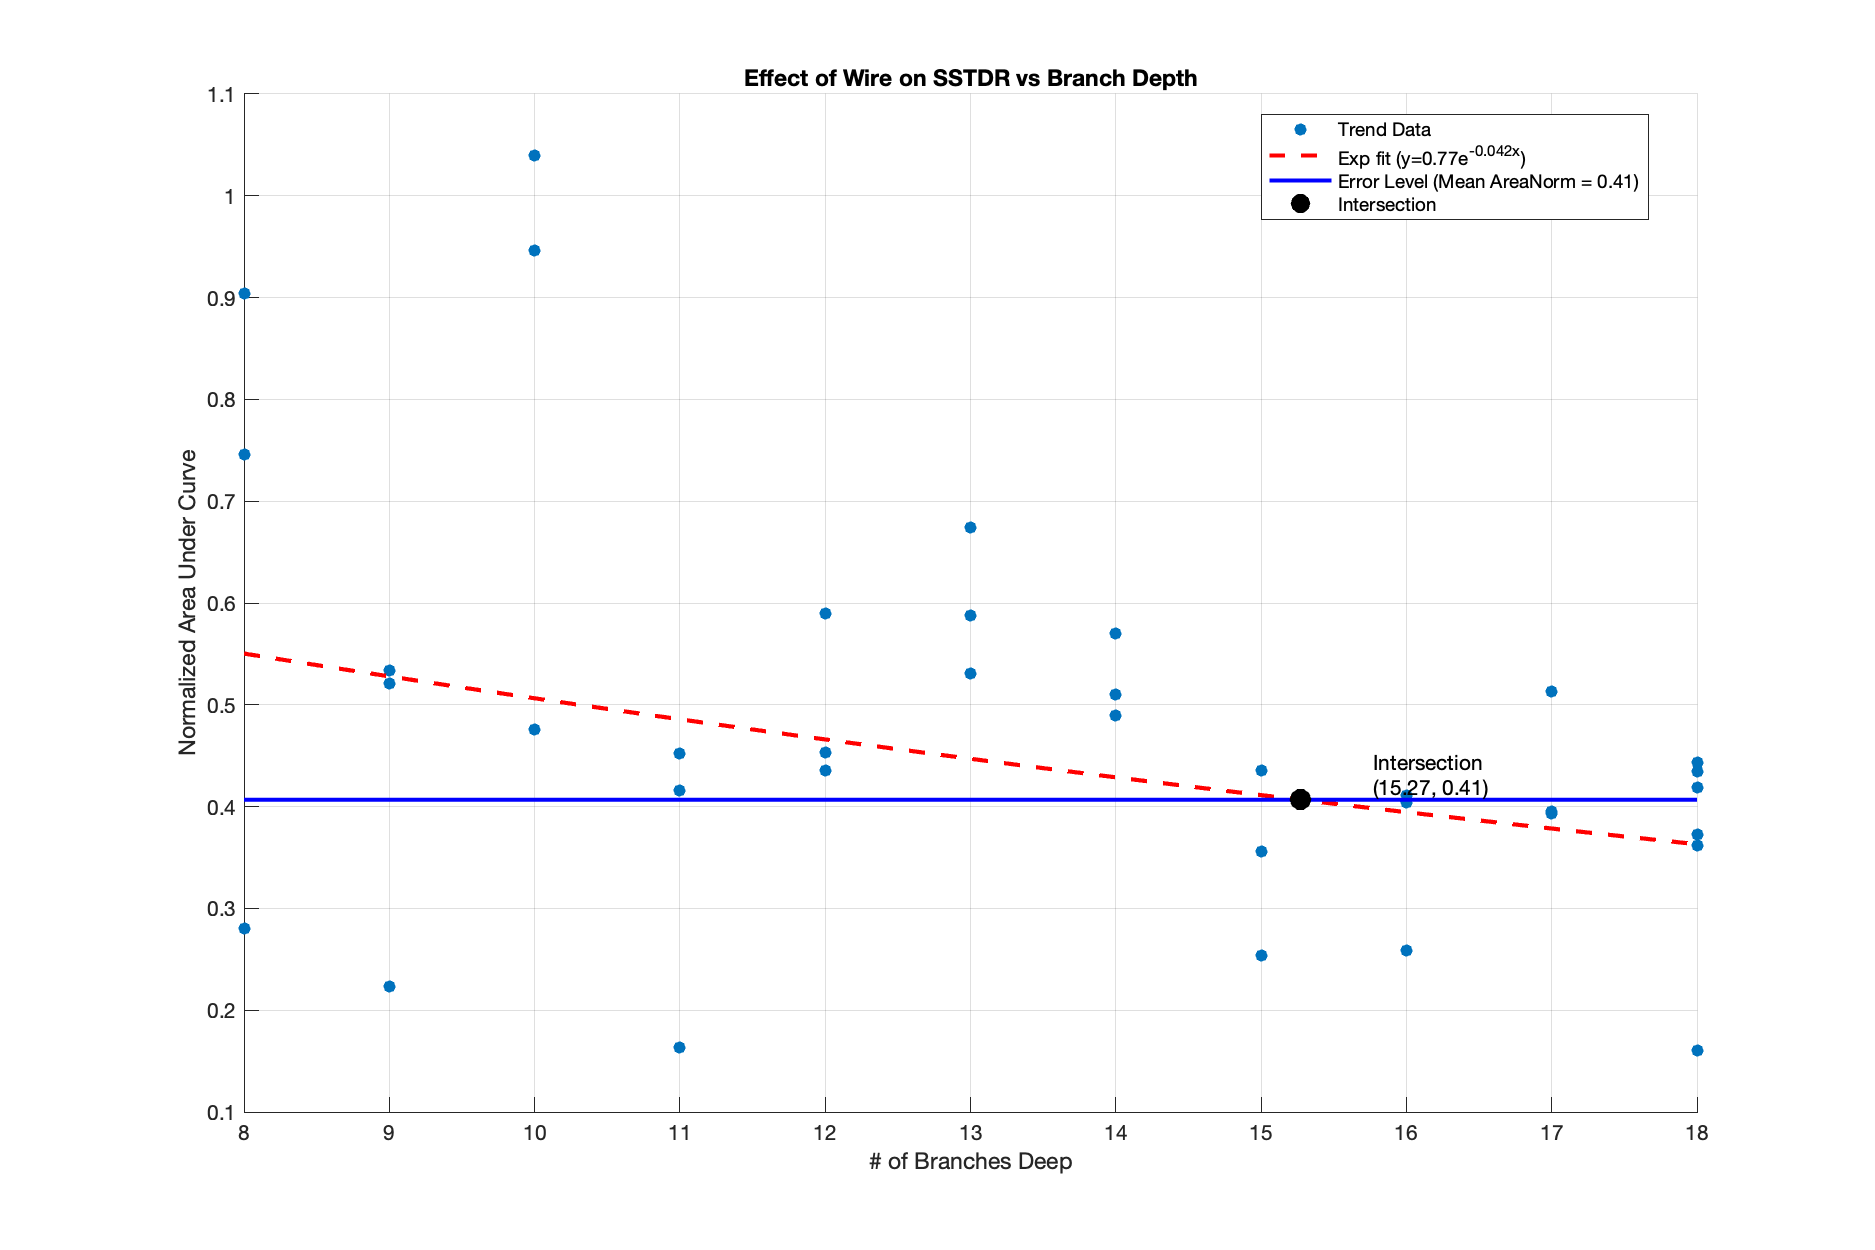 Effect of Wire on SSTDR vs Branch Depth
Trend Data
Exp fit (y=0.77e^-0.042x)
Error Level (Mean AreaNorm = 0.41)
Intersection
1.1
1
0.9
0.8
0.7
0.6
0.5
0.4
0.3
0.2
0.1
Normalized Area Under Curve
Intersection
(15.27, 0.41)
8 9 10 11 12 13 14 15 16 17 18
# of Branches Deep